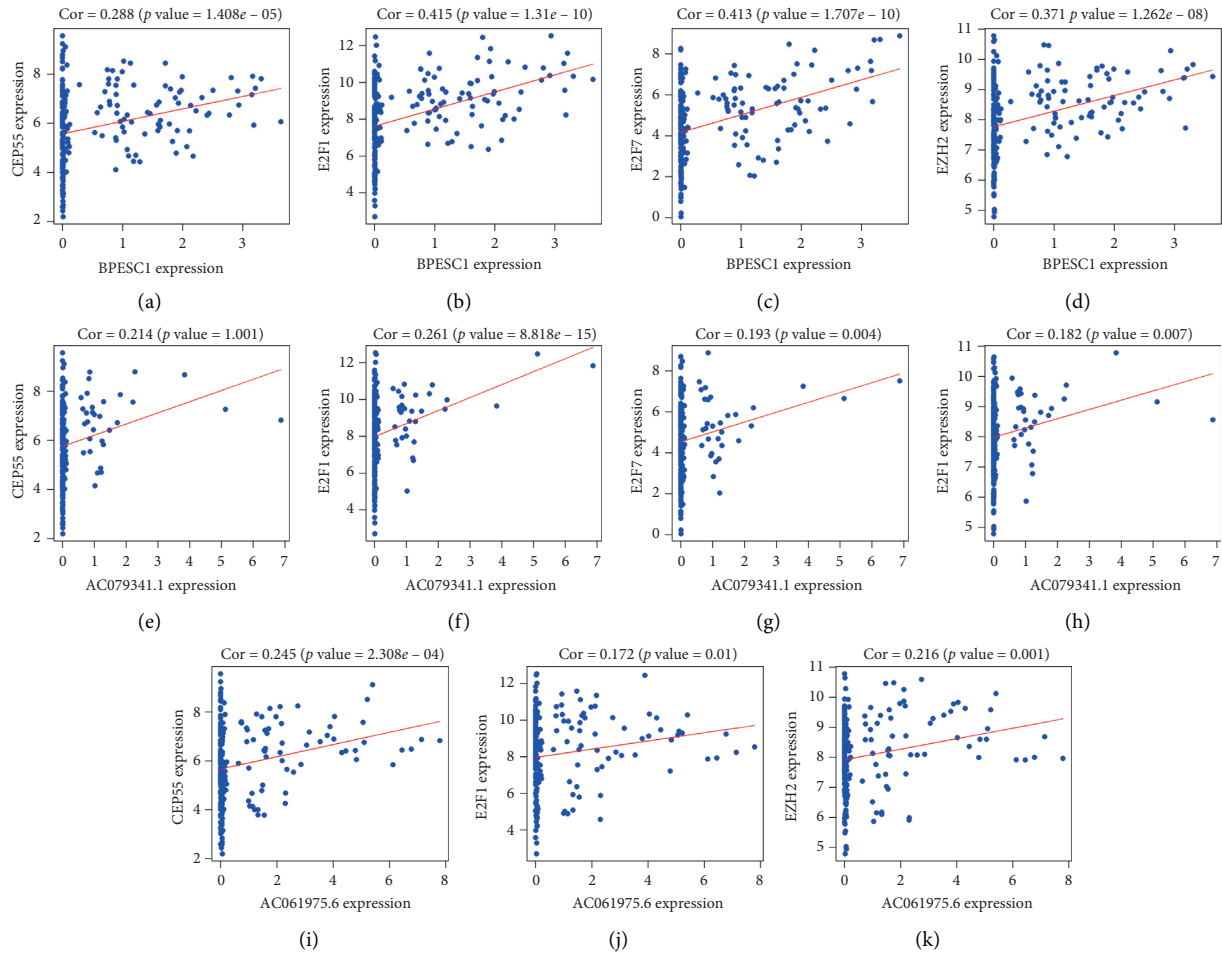 Cor = 0.288 (p value = 1.408e – 05)
CEP55 expression
8
6
4
2
0 1 2 3
BPESC1 expression
(a)
Cor = 0.415 (p value = 1.31e – 10)
E2F1 expression
12
10
8
6
4
0 1 2 3
BPESC1 expression
(b)
Cor = 0.413 (p value = 1.707e – 10)
E2F7 expression
8
6
4
2
0
0 1 2 3
BPESC1 expression
(c)
Cor = 0.371 p value = 1.262e – 08)
EZH2 expression
11
10
9
8
7
6
5
0 1 2 3
BPESC1 expression
(d)
Cor = 0.214 (p value = 1.001)
CEP55 expression
8
6
4
2
0 1 2 3 4 5 6 7
AC079341.1 expression
(e)
Cor = 0.261 (p value = 8.818e – 15)
E2F1 expression
12
10
8
6
4
0 1 2 3 4 5 6 7
AC079341.1 expression
(f)
Cor = 0.193 (p value = 0.004)
E2F7 expression
8
6
4
2
0
0 1 2 3 4 5 6 7
AC079341.1 expression
(g)
Cor = 0.182 (p value = 0.007)
E2F1 expression
11
10
9
8
7
6
5
0 1 2 3 4 5 6 7
AC079341.1 expression
(h)
Cor = 0.245 (p value = 2.308e – 04)
CEP55 expression
8
6
4
2
0 2 4 6 8
AC061975.6 expression
(i)
Cor = 0.172 (p value = 0.01)
E2F1 expression
12
10
8
6
4
0 2 4 6 8
AC061975.6 expression
(j)
Cor = 0.216 (p value = 0.001)
EZH2 expression
11
10
9
8
7
6
5
0 2 4 6 8
AC061975.6 expression
(k)